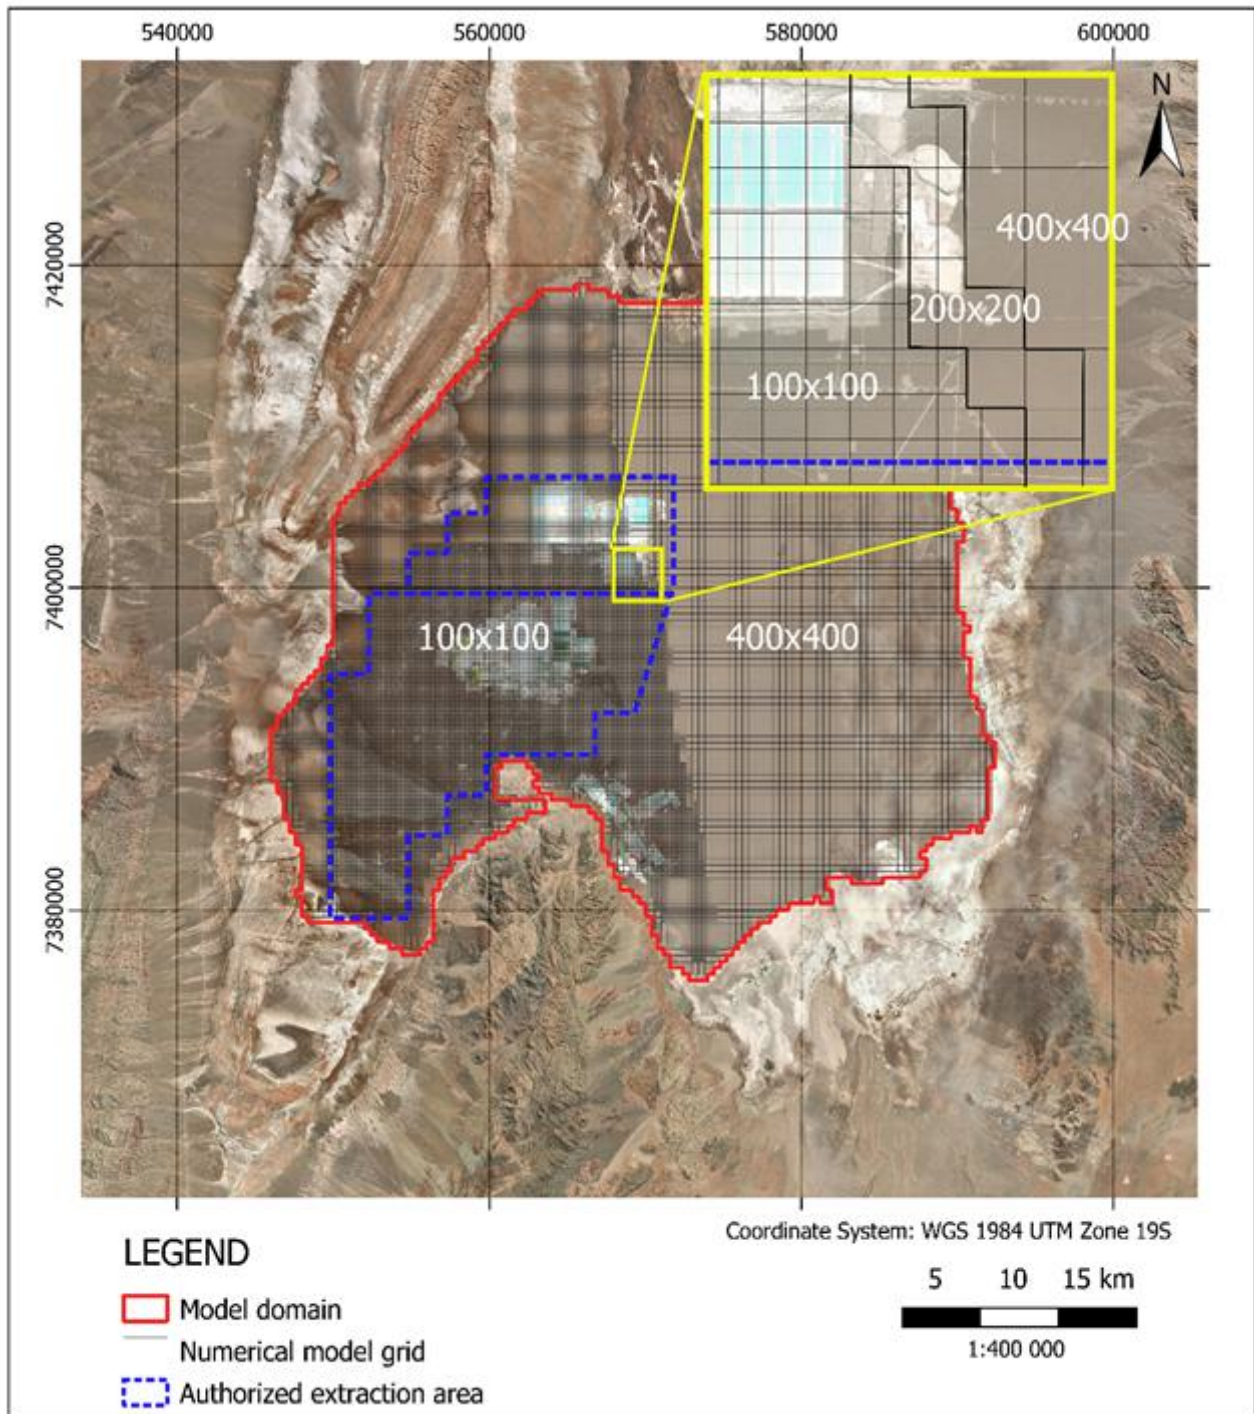 540000 560000 580000 6000000
N
7420000
7400000
7380000
400x400
200x200
100x100
100x100 400x400
Coordinate System: WGS 1984 UTM Zone 19S
LEGEND
5 10 15 km
Model domain
1:400 000
Numerical model grid
Authorized extraction area